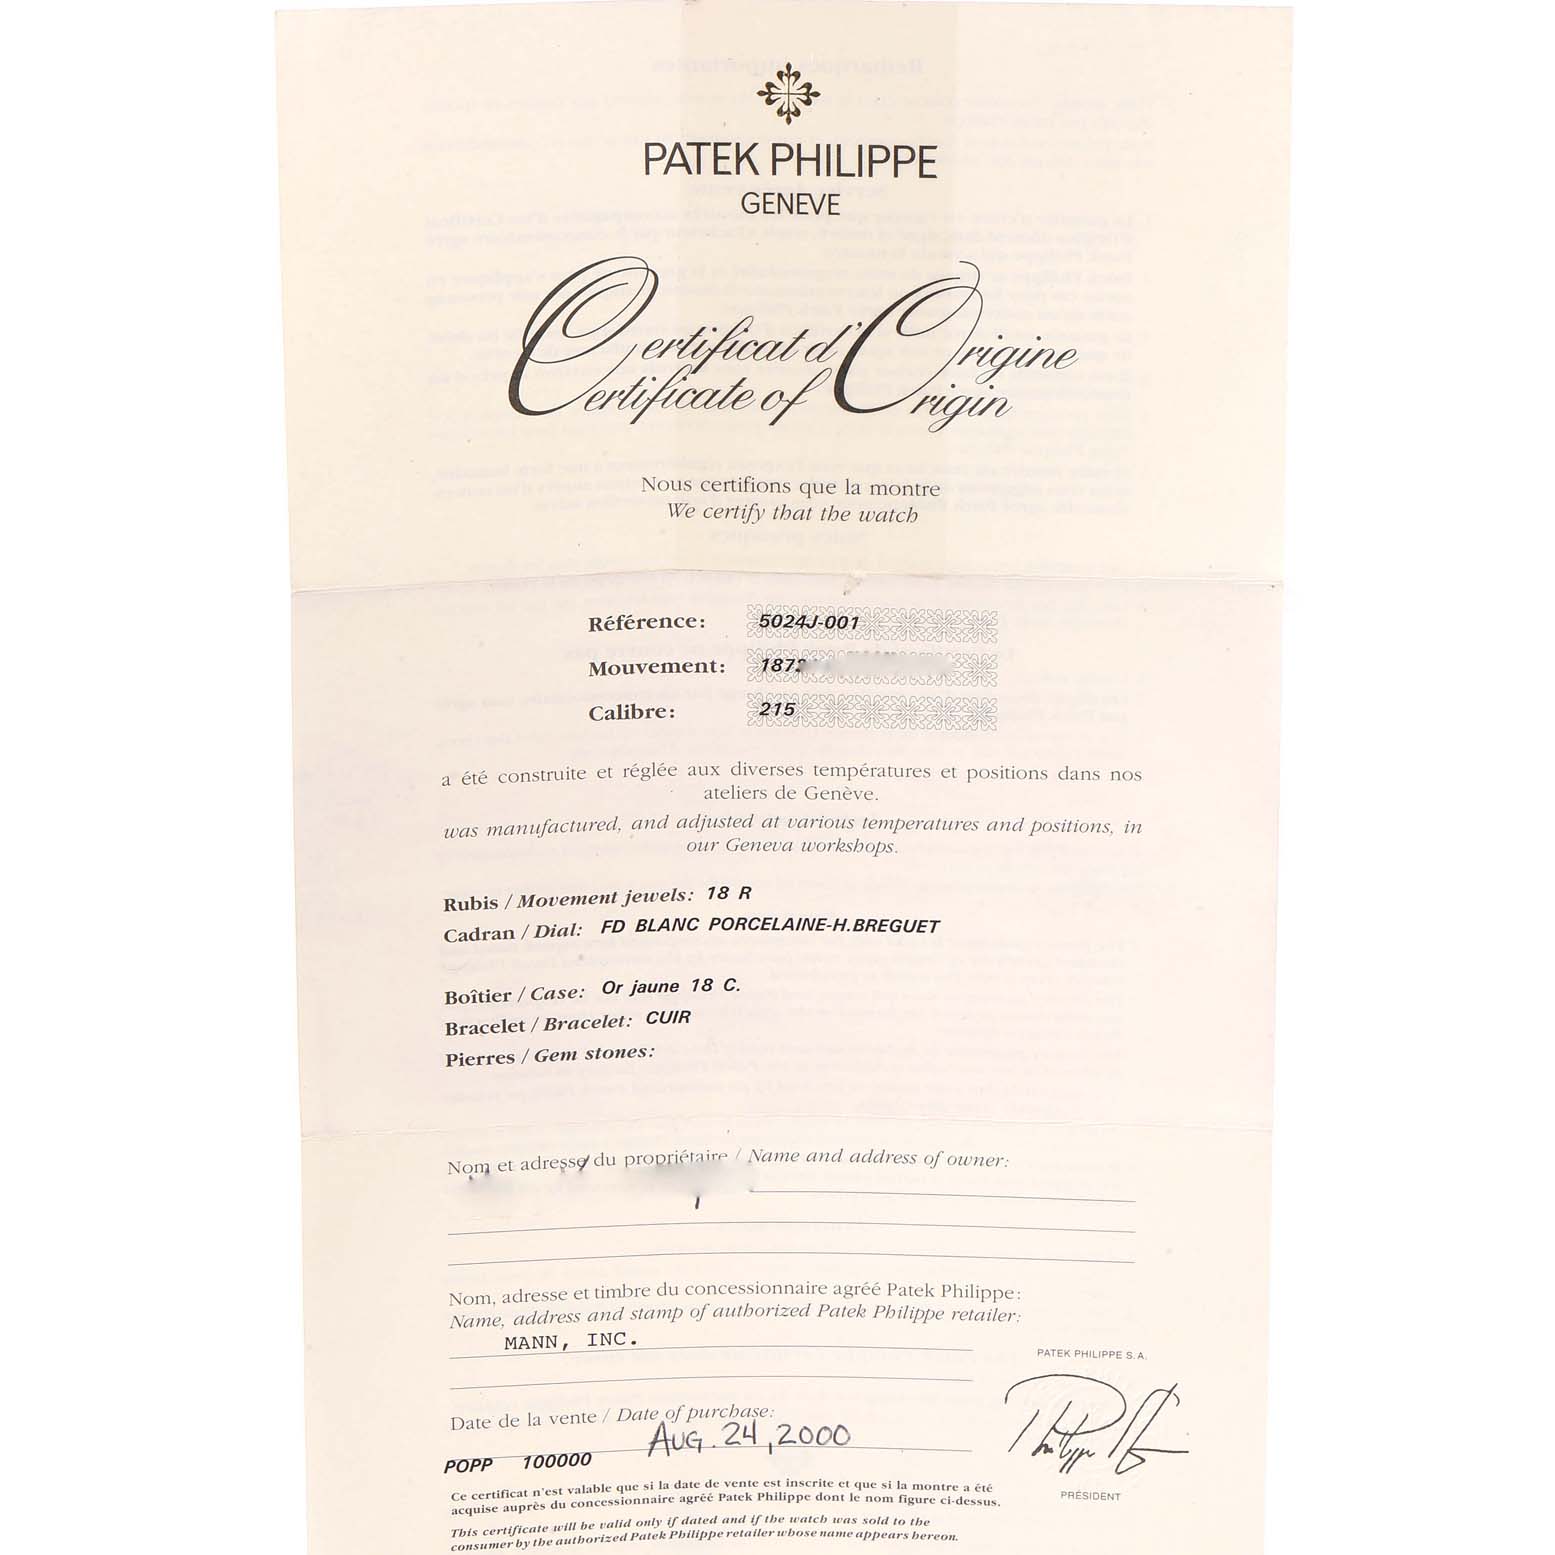 PATEK PHILIPPE
GENEVE
Certificat d'Origine
Certificate of Origin
Nous certifions que la montre
We certify that the watch
Référence: 5024J-001
Mouvement: 187
Calibre: 215
a été construite et réglée aux diverses températures et positions dans nos
ateliers de Genève.
was manufactured, and adjusted at various temperatures and positions, in
our Geneva workshops.
Rubis / Movement jewels: 18 R
Cadran / Dial: FD BLANC PORCELAINE-H.BREGUET
Boîtier / Case: Or jaune 18 C.
Bracelet / Bracelet: CUIR
Pierres / Gem stones:
Nom et adresse du propriétaire / Name and address of owner:
Nom, adresse et timbre du concessionnaire agréé Patek Philippe:
Name, address and stamp of authorized Patek Philippe retailer:
MANN, INC.
PATEK PHILIPPE S.A.
Date de la vente / Date of purchase:
AUG. 24, 2000
POPP 100000
PRÉSIDENT
Ce certificat n'est valable que si la date de vente est inscrite et que si la montre a été
acquise auprès du concessionnaire agréé Patek Philippe dont le nom figure ci-dessus.
This certificate will be valid only if dated and if the watch was sold to the
consumer by the authorized Patek Philippe retailer whose name appears hereon.